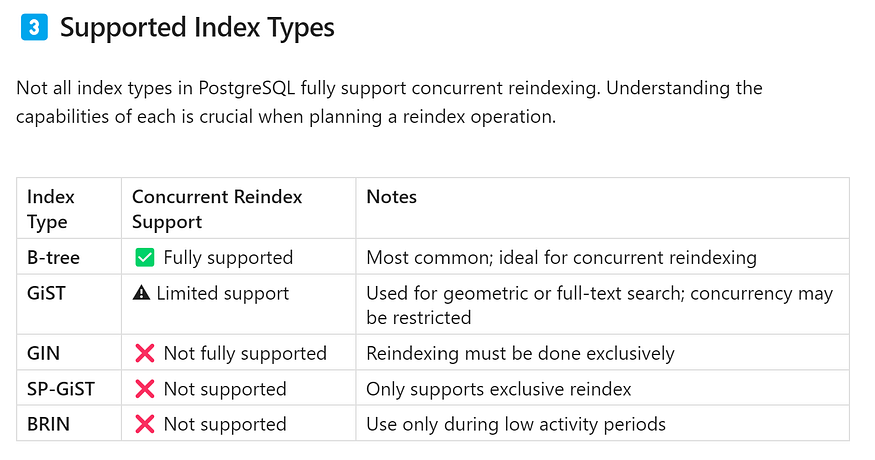 3 Supported Index Types
Not all index types in PostgreSQL fully support concurrent reindexing. Understanding the
capabilities of each is crucial when planning a reindex operation.
Index Type | Concurrent Reindex Support | Notes
B-tree | ✅ Fully supported | Most common; ideal for concurrent reindexing
GiST | ⚠ Limited support | Used for geometric or full-text search; concurrency may be restricted
GIN | ❌ Not fully supported | Reindexing must be done exclusively
SP-GiST | ❌ Not supported | Only supports exclusive reindex
BRIN | ❌ Not supported | Use only during low activity periods